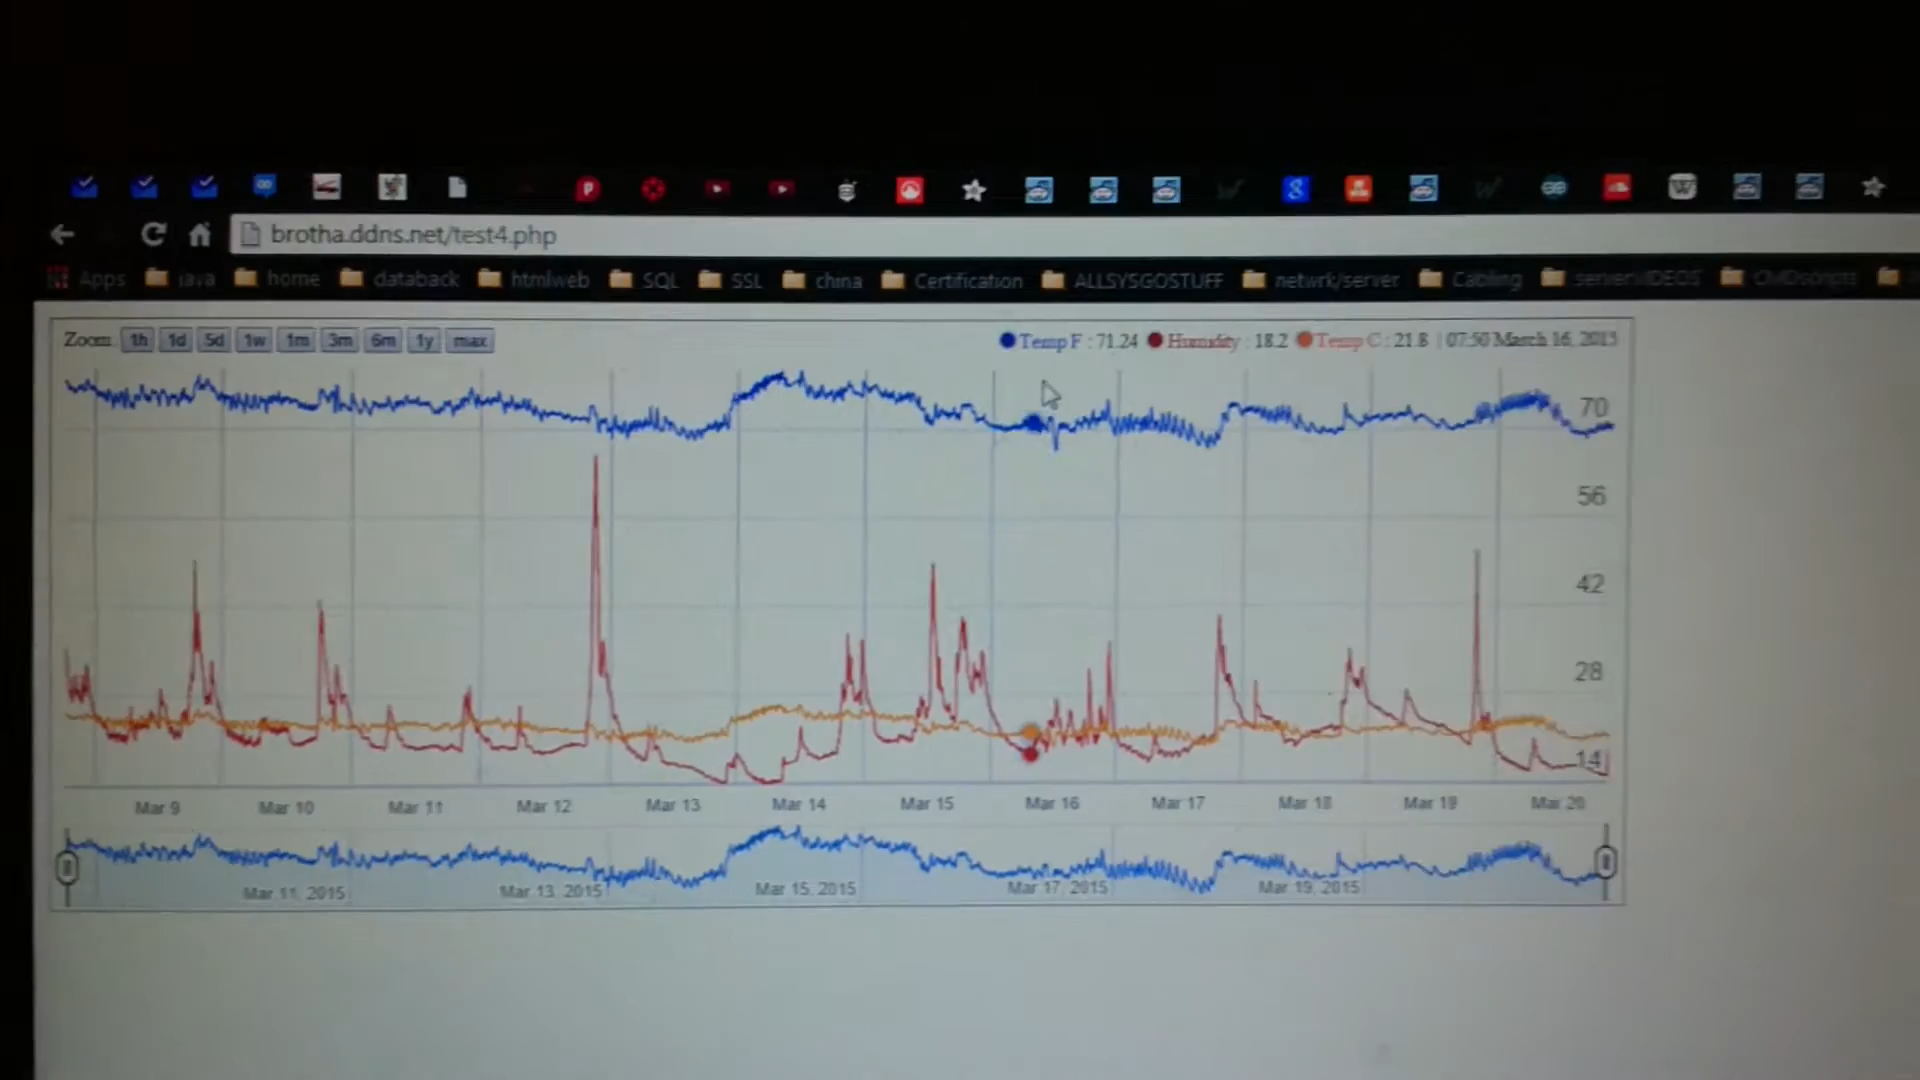 brotha.ddns.net/test4.php
Apps java home databack htmlweb SQL SSL china Certification ALLSYSGOSTUFF netwrk/server Cabling serverVIDEOS CMDscripts
Zoom: 1h 1d 5d 1w 1m 3m 6m 1y max Temp F : 71.24 Humidity : 18.2 Temp C : 21.8 | 07:50 March 16, 2015
70
56
42
28
14
Mar 9 Mar 10 Mar 11 Mar 12 Mar 13 Mar 14 Mar 15 Mar 16 Mar 17 Mar 18 Mar 19 Mar 20
Mar 11, 2015 Mar 13, 2015 Mar 15, 2015 Mar 17, 2015 Mar 19, 2015